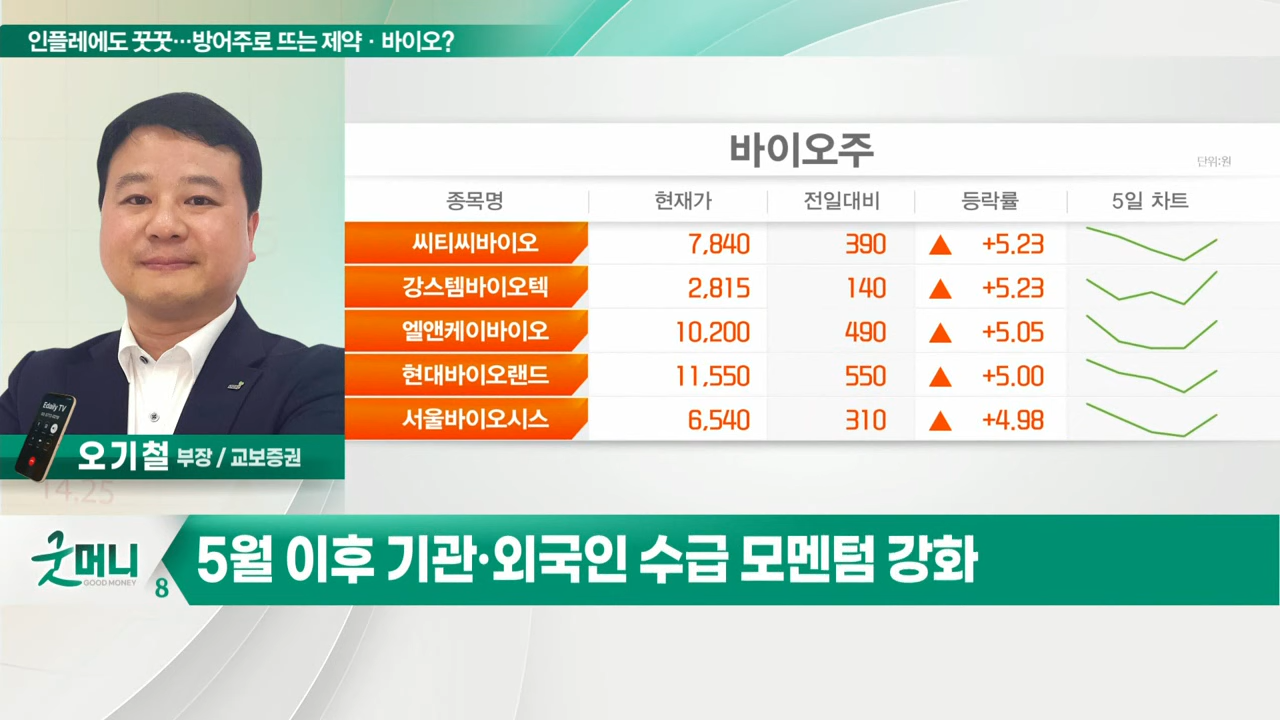 인플레에도 꿋꿋…방어주로 뜨는 제약·바이오?
바이오주
단위:원
종목명 현재가 전일대비 등락률 5일 차트
씨티씨바이오 7,840 390 ▲ +5.23
강스템바이오텍 2,815 140 ▲ +5.23
엘앤케이바이오 10,200 490 ▲ +5.05
현대바이오랜드 11,550 550 ▲ +5.00
서울바이오시스 6,540 310 ▲ +4.98
Edaily TV
오기철 부장 / 교보증권
14.25
굿머니
GOOD MONEY
8
5월 이후 기관·외국인 수급 모멘텀 강화